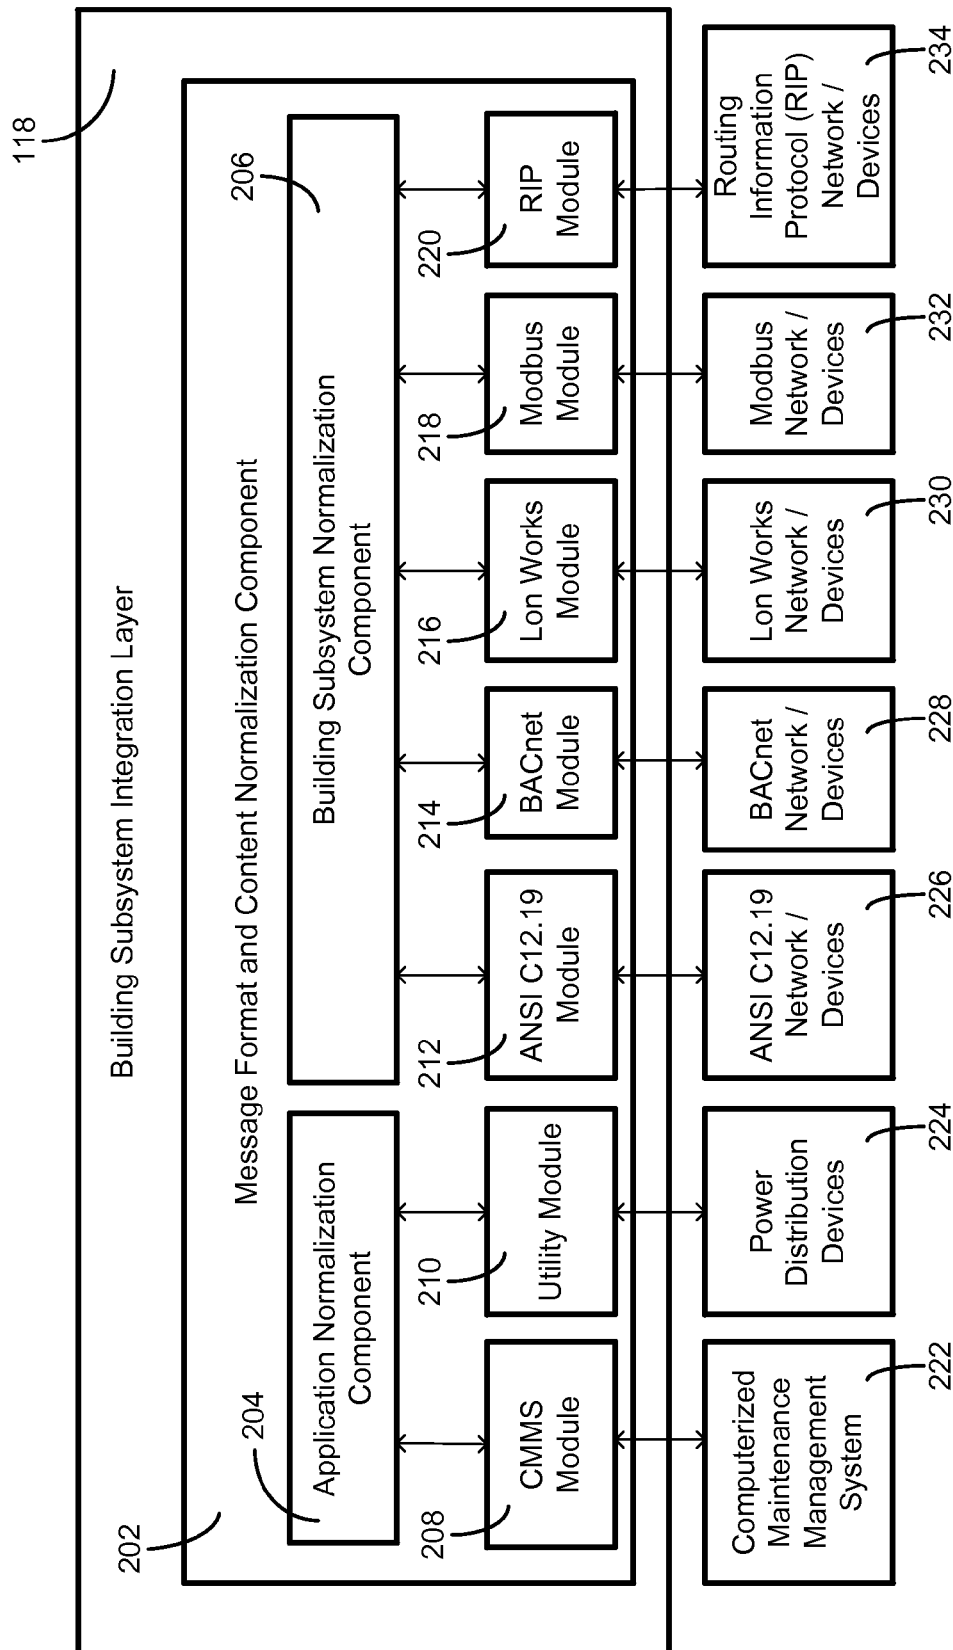 118
Building Subsystem Integration Layer
202
Message Format and Content Normalization Component
204
206
Application Normalization
Component
Building Subsystem Normalization
Component
208
210
212
214
216
218
220
CMMS
Module
Utility Module
ANSI C12.19
Module
BACnet
Module
Lon Works
Module
Modbus
Module
RIP
Module
Computerized
Maintenance
Management
System
Power
Distribution
Devices
ANSI C12.19
Network /
Devices
BACnet
Network /
Devices
Lon Works
Network /
Devices
Modbus
Network /
Devices
Routing
Information
Protocol (RIP)
Network /
Devices
222
224
226
228
230
232
234